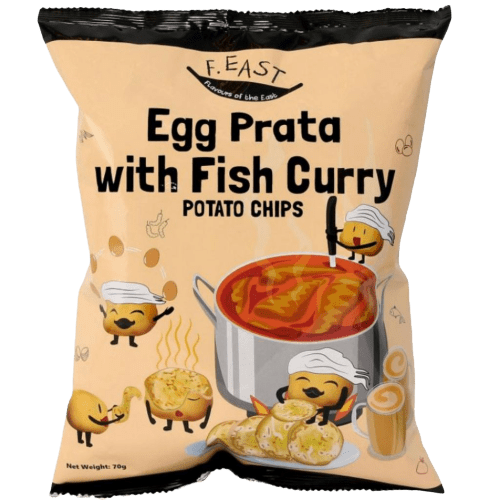 F.EAST
Flavours of the East
Egg Prata
with Fish Curry
POTATO CHIPS
Net Weight: 70g